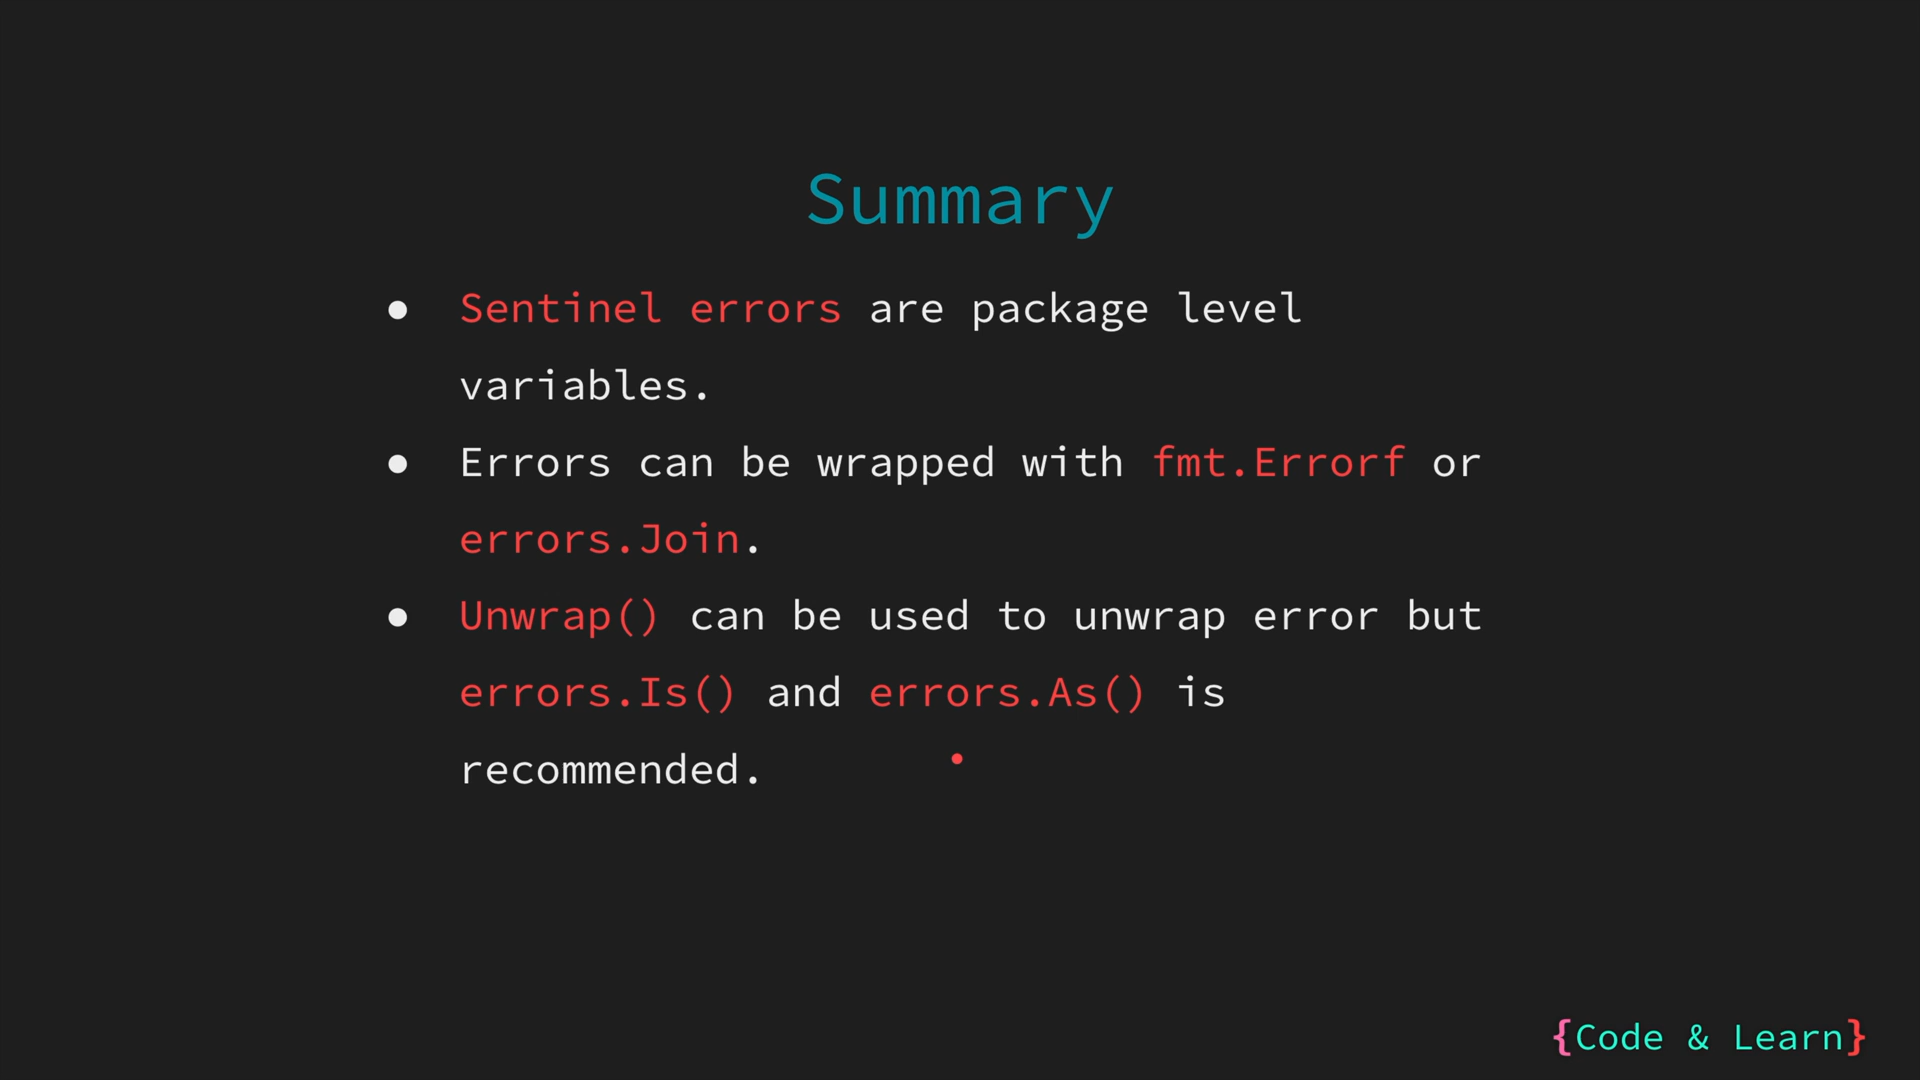 Summary
● Sentinel errors are package level
variables.
● Errors can be wrapped with fmt.Errorf or
errors.Join.
● Unwrap() can be used to unwrap error but
errors.Is() and errors.As() is
recommended.
{Code & Learn}